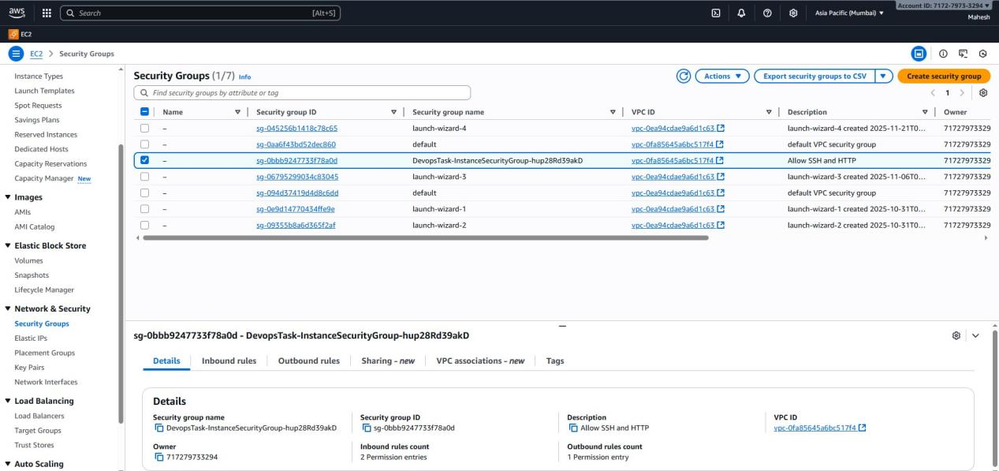 aws
Search [Alt+S]
Asia Pacific (Mumbai) ▼
Account ID: 7172-7973-3294 ▼
Mahesh
EC2
EC2 > Security Groups
Instance Types
Launch Templates
Spot Requests
Savings Plans
Reserved Instances
Dedicated Hosts
Capacity Reservations
Capacity Manager New
Images
AMIs
AMI Catalog
Elastic Block Store
Volumes
Snapshots
Lifecycle Manager
Network & Security
Security Groups
Elastic IPs
Placement Groups
Key Pairs
Network Interfaces
Load Balancing
Load Balancers
Target Groups
Trust Stores
Auto Scaling
Security Groups (1/7) Info
Actions ▼ Export security groups to CSV ▼ Create security group
Find security groups by attribute or tag
1
Name Security group ID Security group name VPC ID Description Owner
– sg-045256b1418c78c65 launch-wizard-4 vpc-0ea94cdae9a6d1c63 launch-wizard-4 created 2025-11-21T0... 71727973329
– sg-0aa6f43bd52dec860 default vpc-0fa85645a6bc517f4 default VPC security group 71727973329
– sg-0bbb9247733f78a0d DevopsTask-InstanceSecurityGroup-hup28Rd39akD vpc-0fa85645a6bc517f4 Allow SSH and HTTP 71727973329
– sg-06795299034c83045 launch-wizard-3 vpc-0ea94cdae9a6d1c63 launch-wizard-3 created 2025-11-06T0... 71727973329
– sg-094d37419d4d8c6dd default vpc-0ea94cdae9a6d1c63 default VPC security group 71727973329
– sg-0e9d14770434ffe9e launch-wizard-1 vpc-0ea94cdae9a6d1c63 launch-wizard-1 created 2025-10-31T0... 71727973329
– sg-09355b8a6d365f2af launch-wizard-2 vpc-0ea94cdae9a6d1c63 launch-wizard-2 created 2025-10-31T0... 71727973329
sg-0bbb9247733f78a0d - DevopsTask-InstanceSecurityGroup-hup28Rd39akD
Details Inbound rules Outbound rules Sharing - new VPC associations - new Tags
Details
Security group name Security group ID Description VPC ID
DevopsTask-InstanceSecurityGroup-hup28Rd39akD sg-0bbb9247733f78a0d Allow SSH and HTTP vpc-0fa85645a6bc517f4
Owner Inbound rules count Outbound rules count
717279733294 2 Permission entries 1 Permission entry